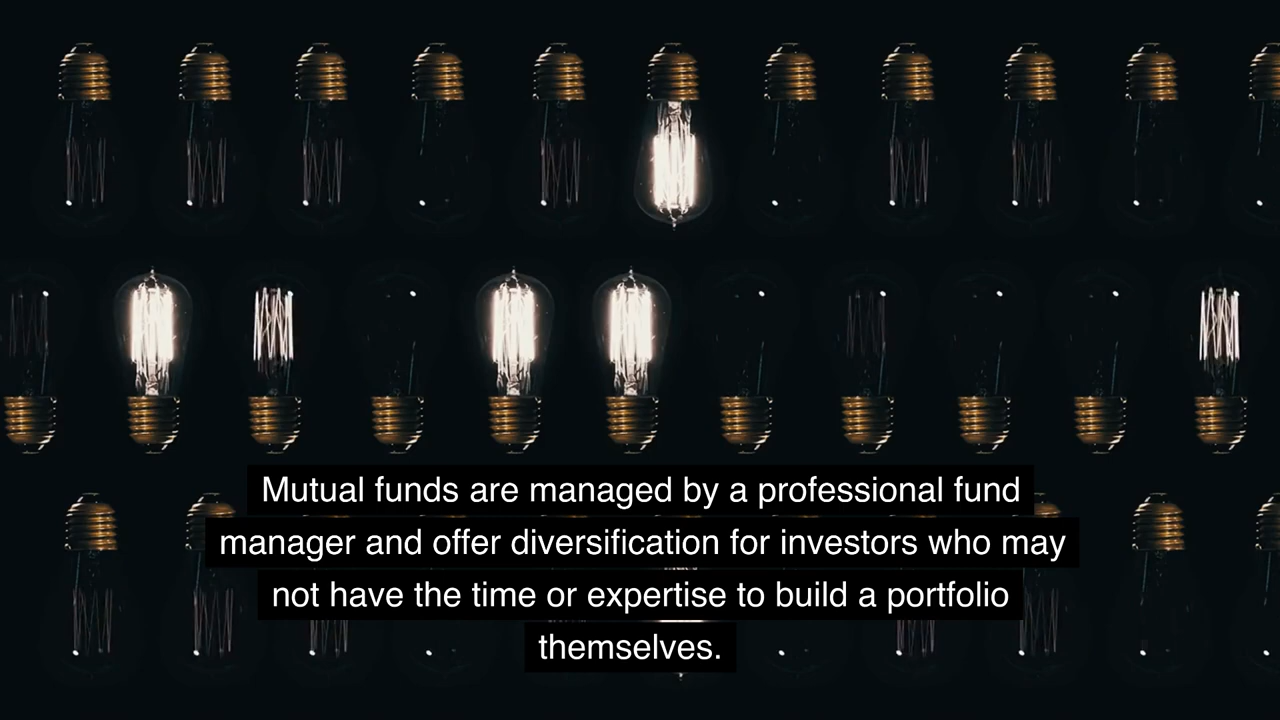 Mutual funds are managed by a professional fund
manager and offer diversification for investors who may
not have the time or expertise to build a portfolio
themselves.